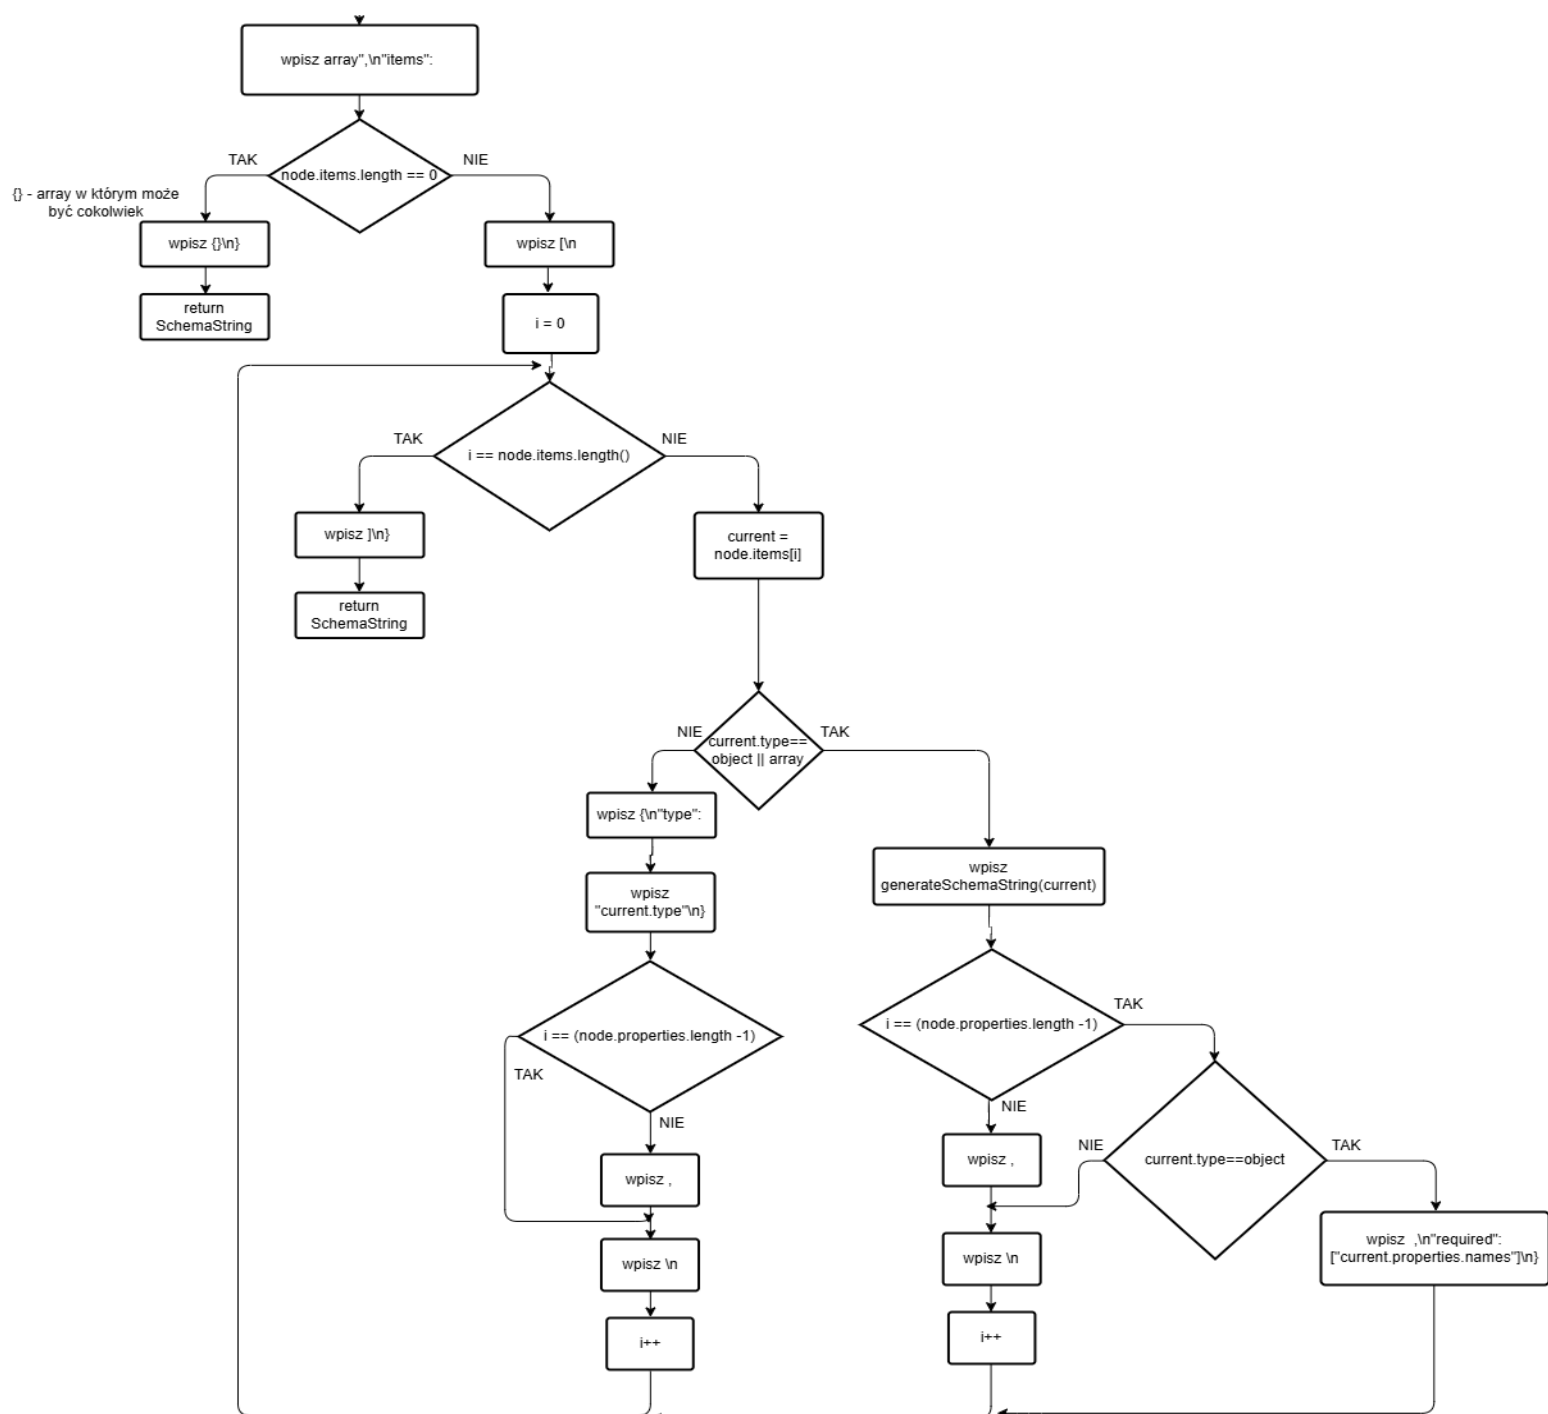 wpisz array",\n"items":
TAK
node.items.length == 0
NIE
{} - array w którym może
być cokolwiek
wpisz {}\n}
wpisz [\n
return
SchemaString
i = 0
TAK
i == node.items.length()
NIE
wpisz ]\n}
current =
node.items[i]
return
SchemaString
NIE
current.type==
object || array
TAK
wpisz {\n"type":
wpisz
generateSchemaString(current)
wpisz
"current.type"\n}
i == (node.properties.length -1)
TAK
i == (node.properties.length -1)
TAK
NIE
NIE
wpisz ,
wpisz ,
NIE
current.type==object
TAK
wpisz \n
wpisz \n
wpisz  ,\n"required":
["current.properties.names"]\n}
i++
i++